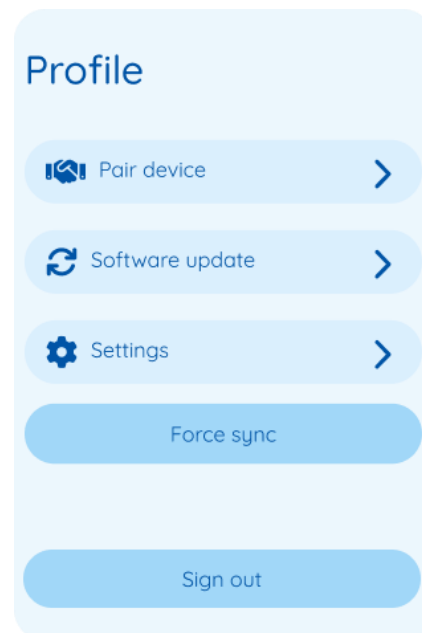 Profile
Pair device
Software update
Settings
Force sync
Sign out